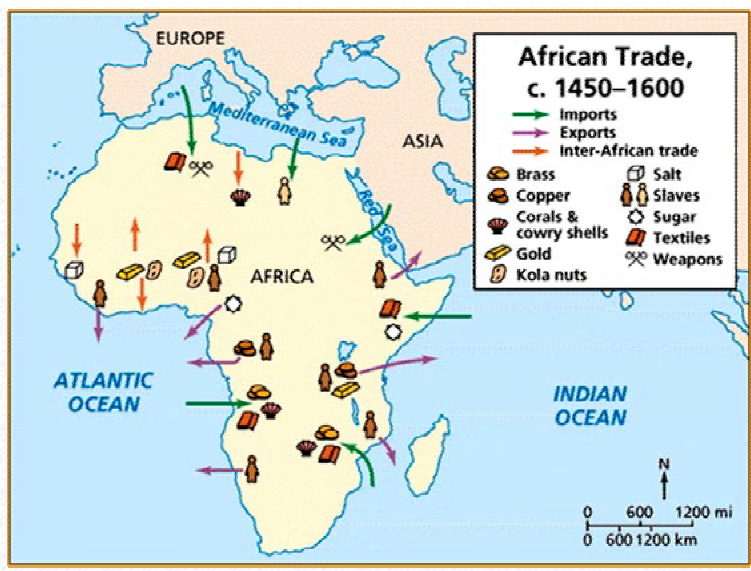 EUROPE
Mediterranean Sea
ASIA
Red Sea
AFRICA
ATLANTIC
OCEAN
INDIAN
OCEAN
African Trade,
c. 1450–1600
Imports
Exports
Inter-African trade
Brass
Copper
Corals &
cowry shells
Gold
Kola nuts
Salt
Slaves
Sugar
Textiles
Weapons
N
0 600 1200 mi
0 600 1200 km